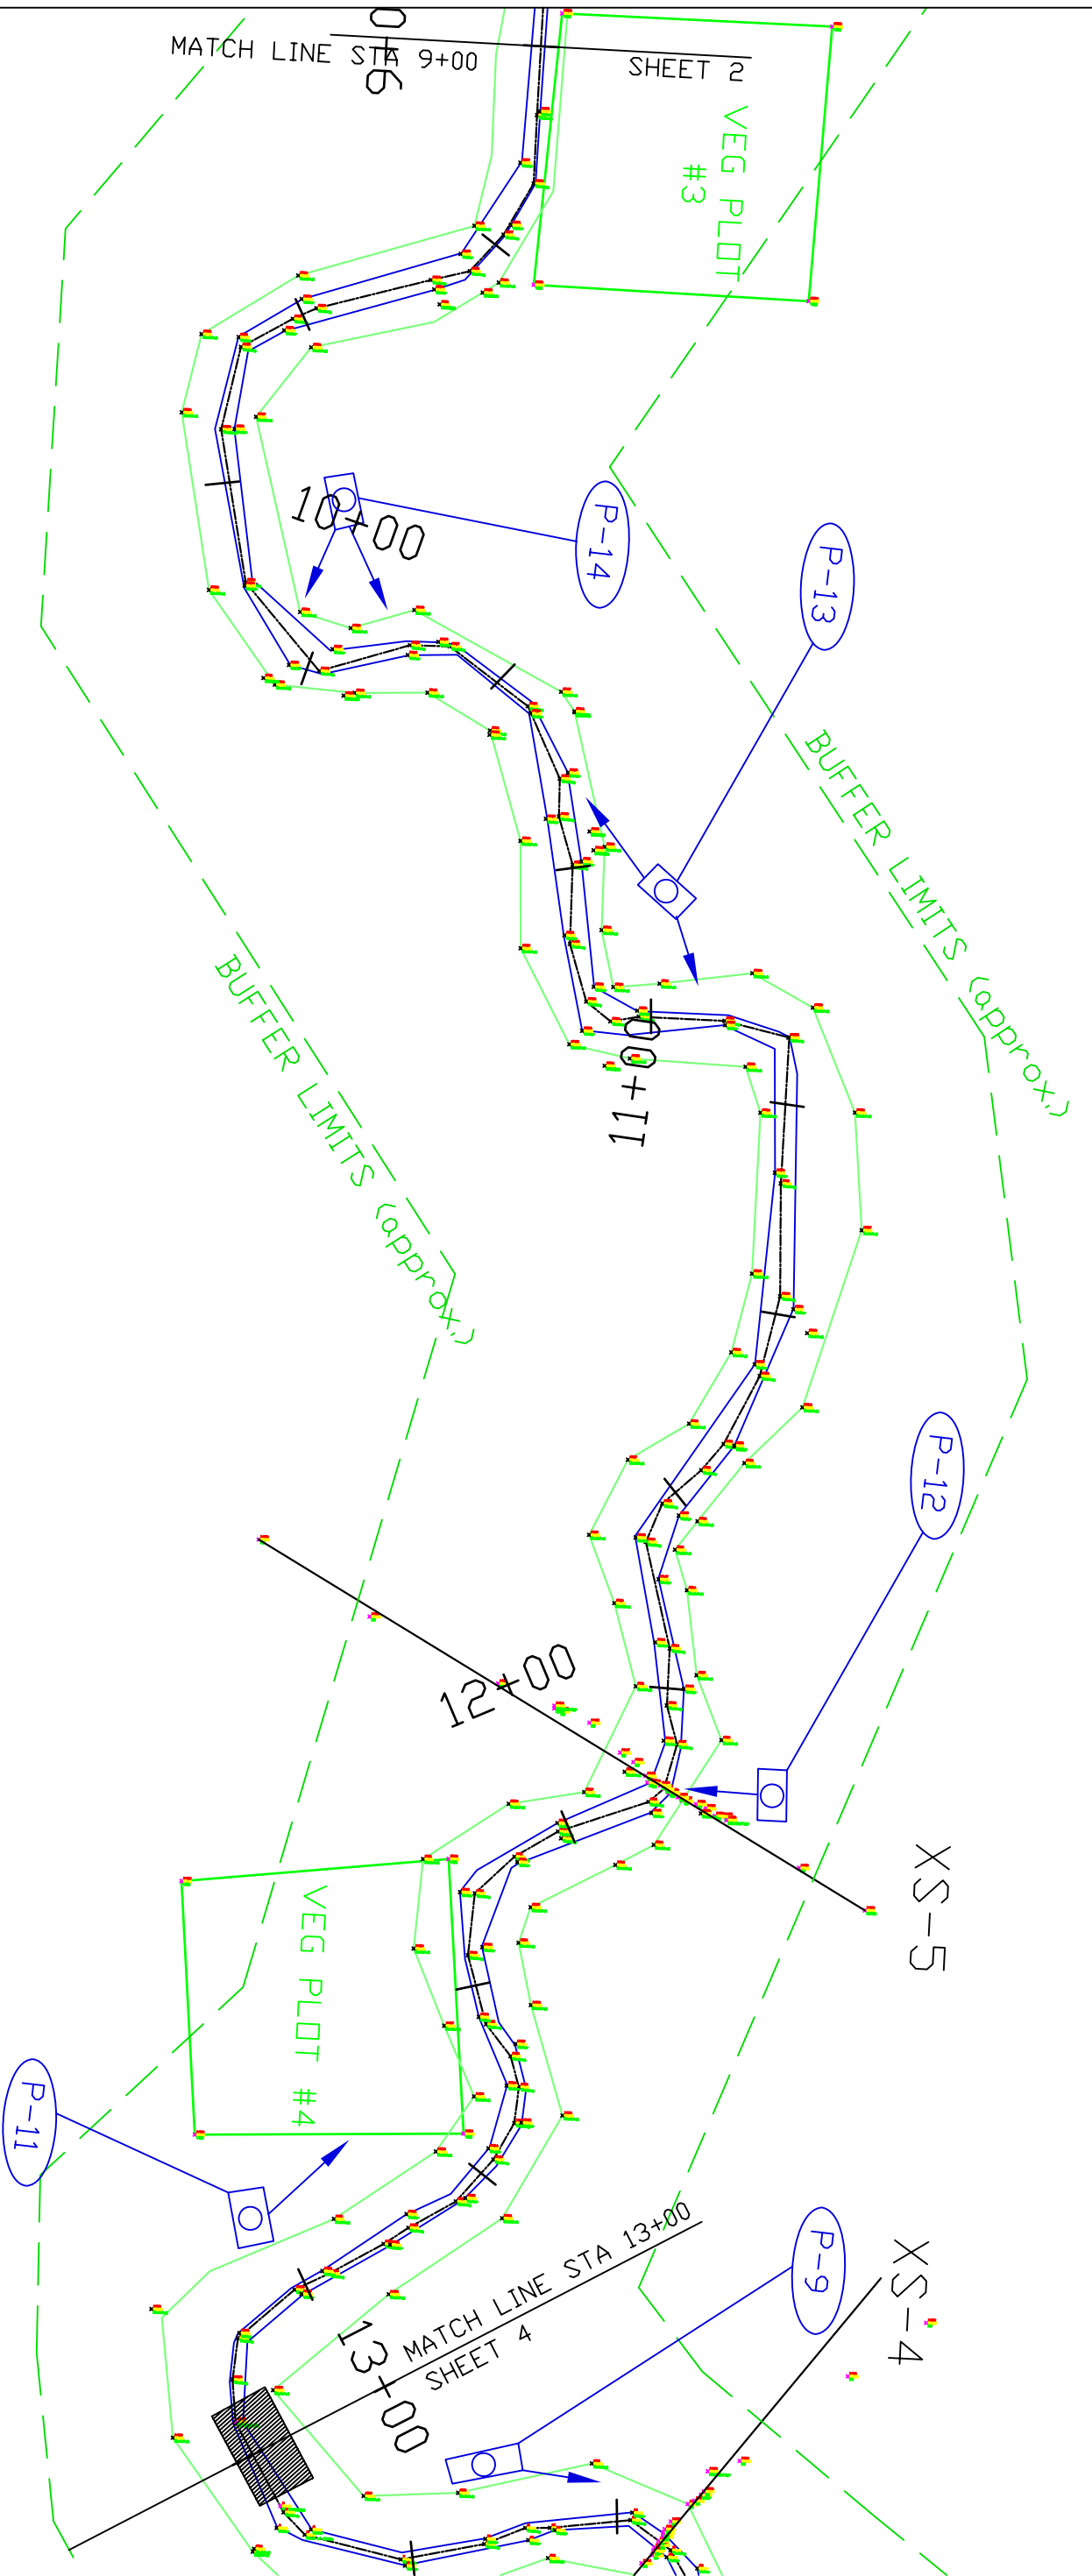 9+00
MATCH LINE STA 9+00
SHEET 2
VEG PLOT
#3
10+00
P-14
P-13
BUFFER LIMITS (approx.)
BUFFER LIMITS (approx.)
11+00
P-12
12+00
XS-5
VEG PLOT #4
P-11
MATCH LINE STA 13+00
SHEET 4
13+00
P-9
XS-4